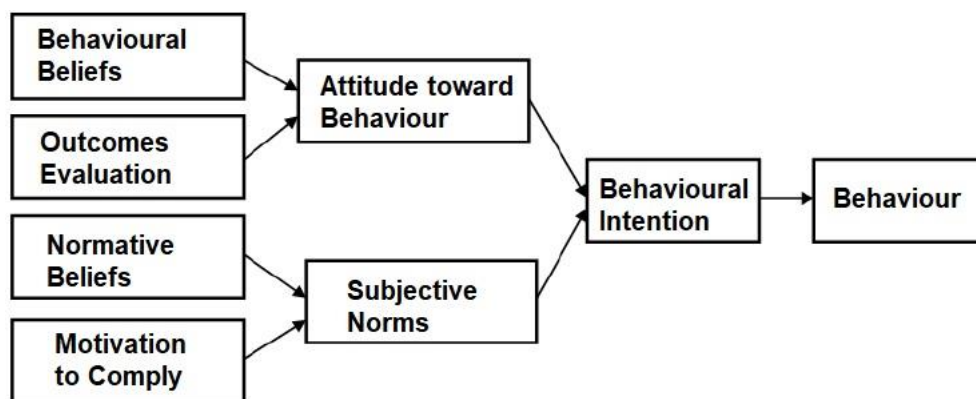 Behavioural
Beliefs
Attitude toward
Behaviour
Outcomes
Evaluation
Behavioural
Intention
Behaviour
Normative
Beliefs
Subjective
Norms
Motivation
to Comply